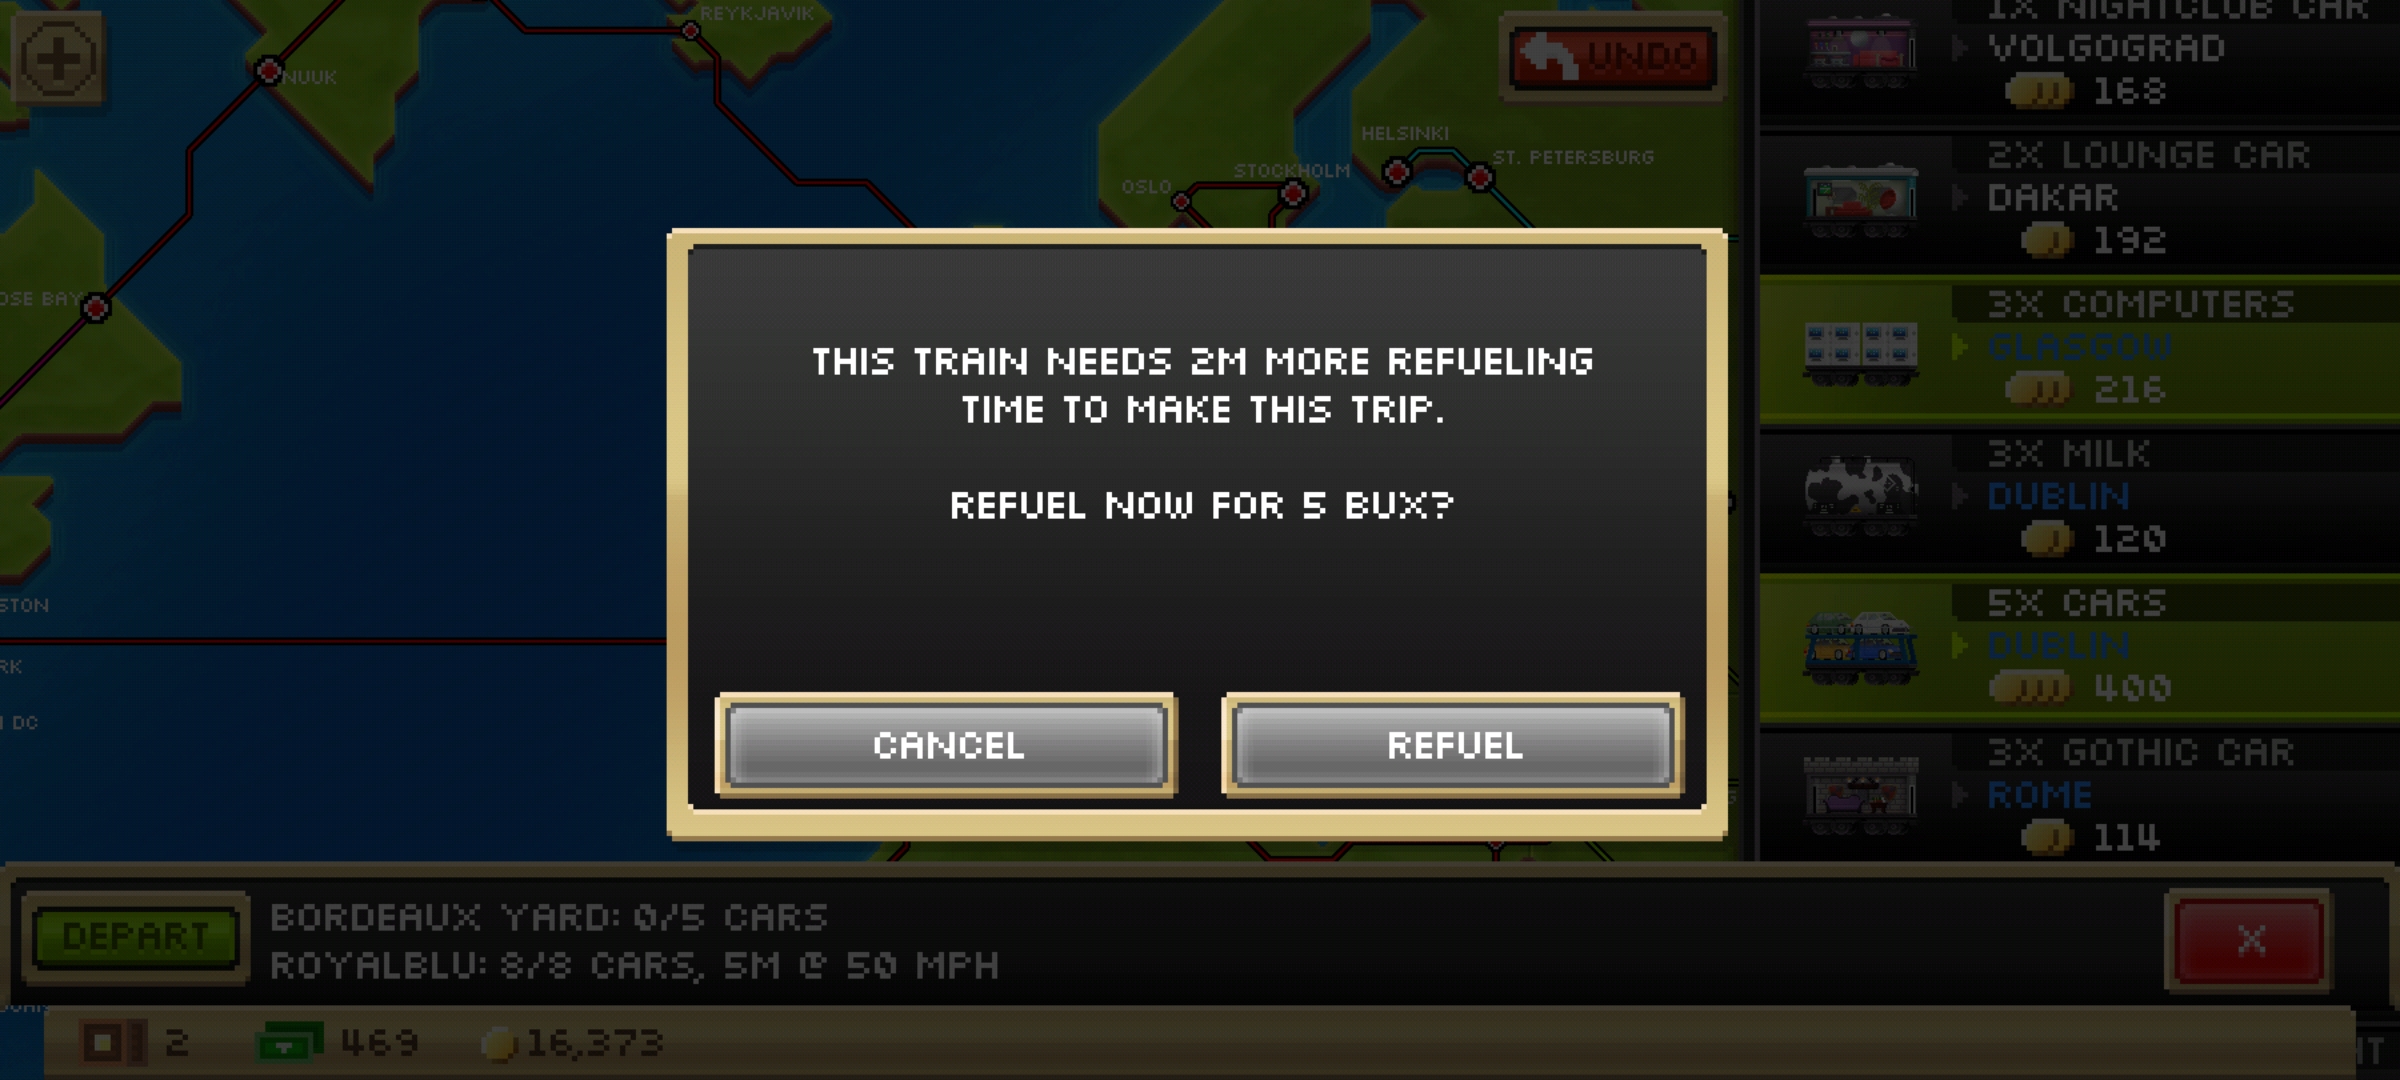 REYKJAVIK
NUUK
UNDO
HELSINKI
ST. PETERSBURG
STOCKHOLM
OSLO
OSE BAY
STON
RK
DC
THIS TRAIN NEEDS 2M MORE REFUELING
TIME TO MAKE THIS TRIP.
REFUEL NOW FOR 5 BUX?
CANCEL
REFUEL
1X NIGHTCLUB CAR
VOLGOGRAD
168
2X LOUNGE CAR
DAKAR
192
3X COMPUTERS
GLASGOW
216
3X MILK
DUBLIN
120
5X CARS
DUBLIN
400
3X GOTHIC CAR
ROME
114
DEPART
BORDEAUX YARD: 0/5 CARS
ROYALBLU: 8/8 CARS, 5M @ 50 MPH
X
2
469
16,373